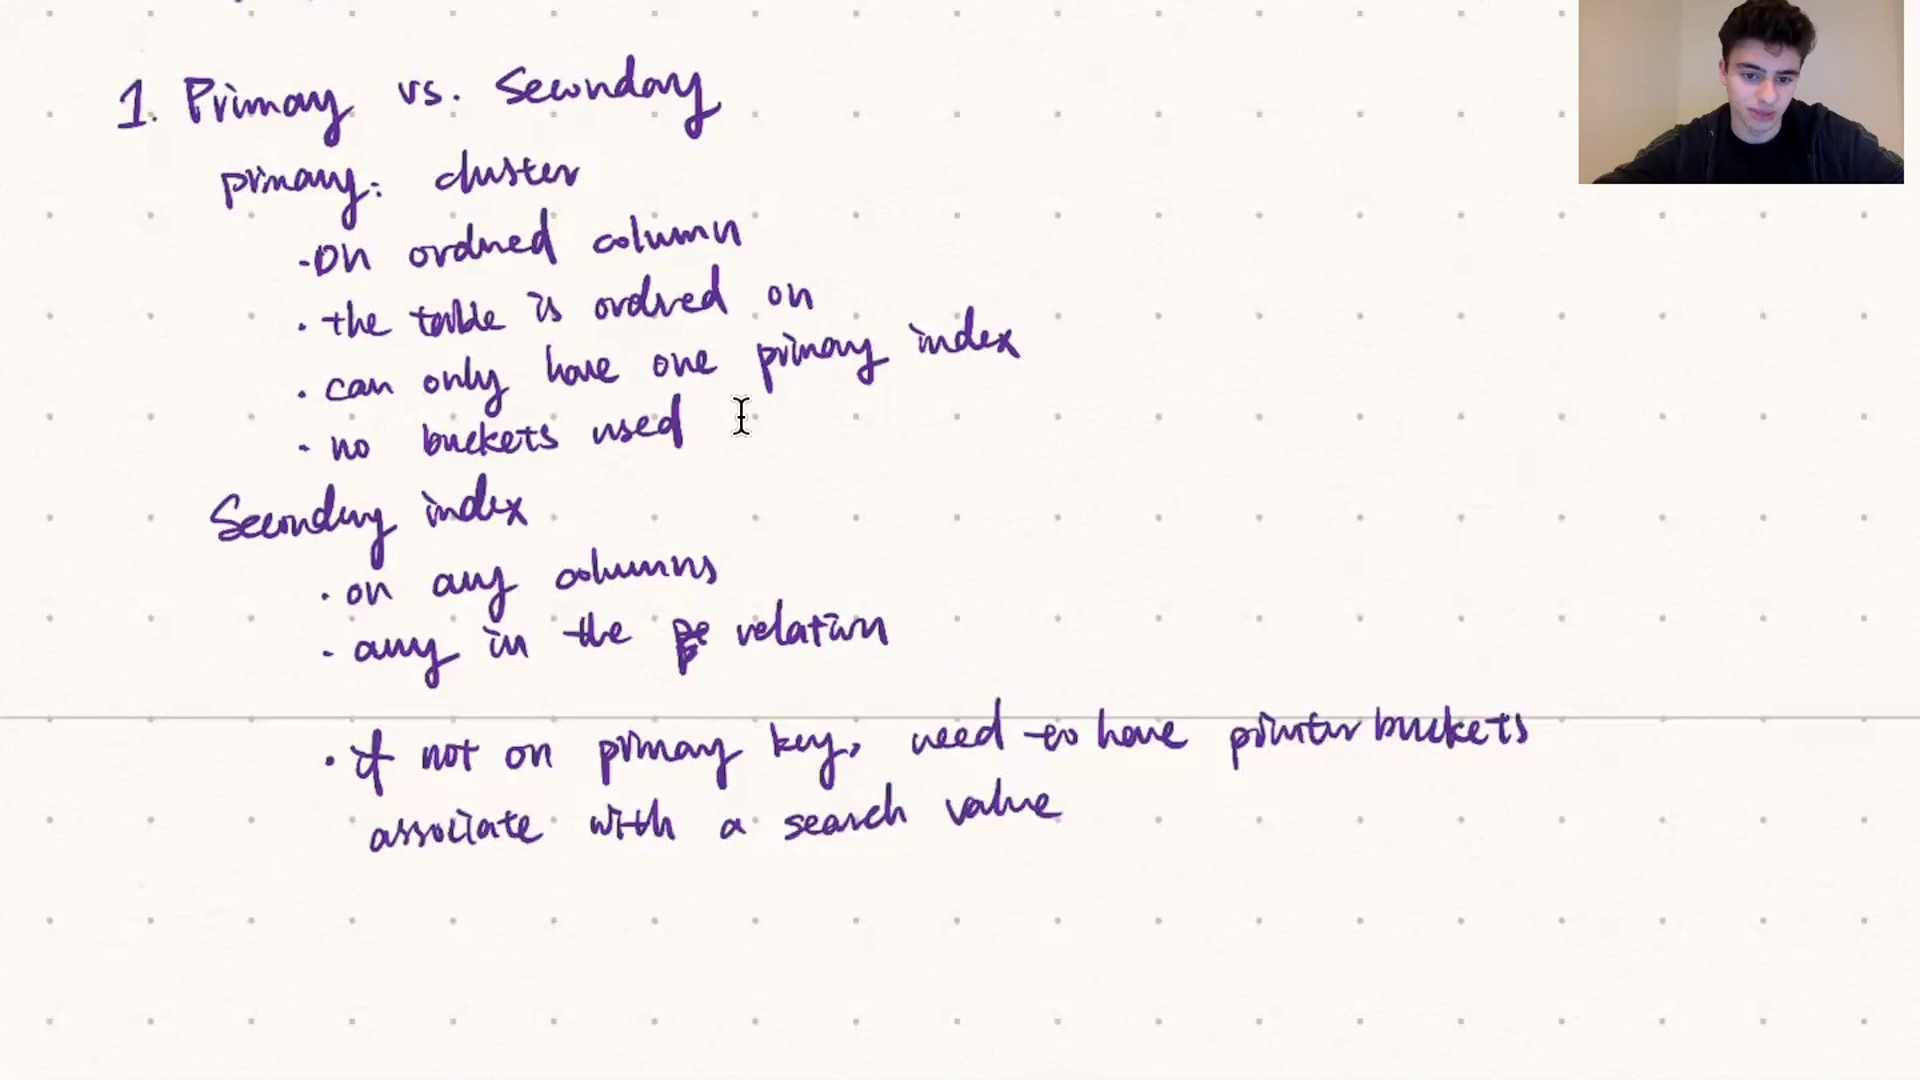 1. Primary vs. Secondary
primary: cluster
· On ordered column
· the table is ordered on
· can only have one primary index
· no buckets used
Secondary index
· on any columns
· any in the relation
· if not on primary key, need to have pointer buckets
associate with a search value